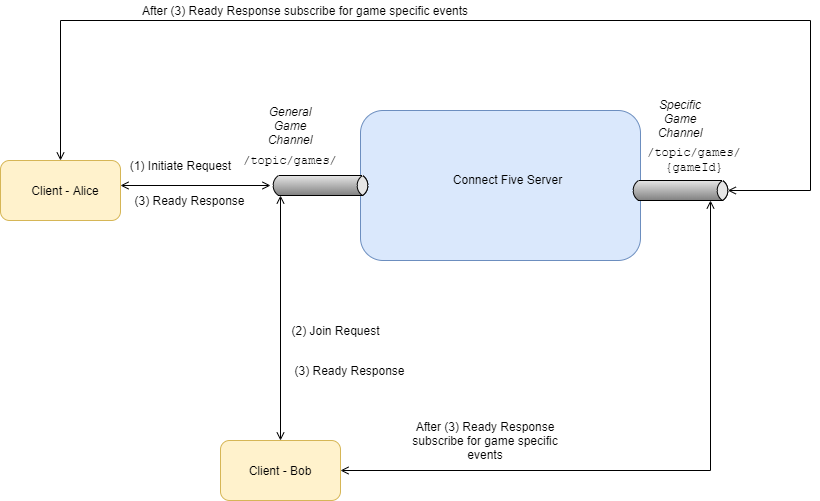 After (3) Ready Response subscribe for game specific events
General
Game
Channel
/topic/games/
Specific
Game
Channel
/topic/games/
{gameId}
(1) Initiate Request
Client - Alice
(3) Ready Response
Connect Five Server
(2) Join Request
(3) Ready Response
After (3) Ready Response
subscribe for game specific
events
Client - Bob